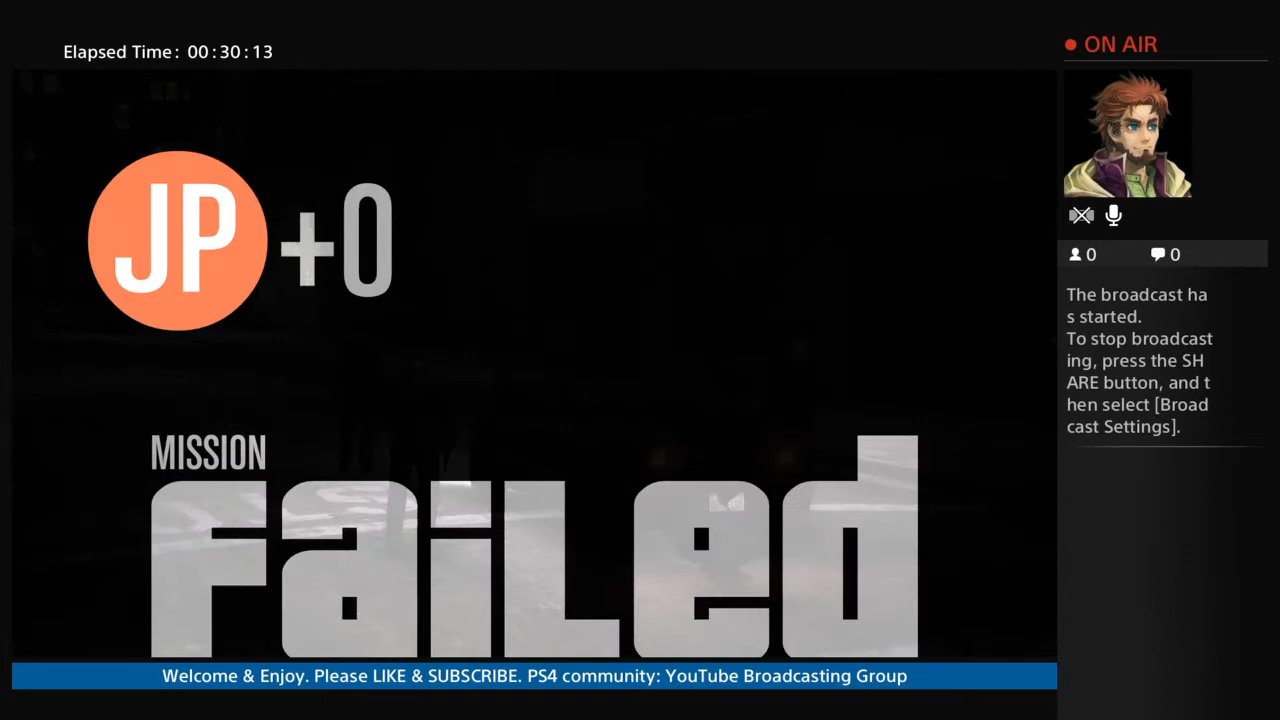 Elapsed Time: 00:30:13
ON AIR
JP +0
0 0
The broadcast ha
s started.
To stop broadcast
ing, press the SH
ARE button, and t
hen select [Broad
cast Settings].
MISSION
FaiLed
Welcome & Enjoy. Please LIKE & SUBSCRIBE. PS4 community: YouTube Broadcasting Group